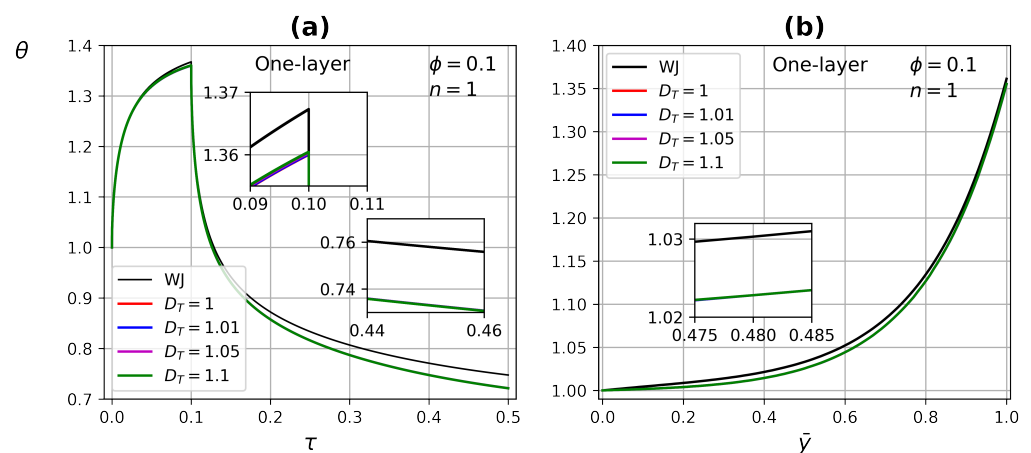 (a)
θ
1.4
1.3
1.2
1.1
1.0
0.9
0.8
0.7
One-layer
ϕ = 0.1
n = 1
1.37
1.36
0.09 0.10 0.11
0.76
0.74
0.44 0.46
WJ
D_T = 1
D_T = 1.01
D_T = 1.05
D_T = 1.1
0.0 0.1 0.2 0.3 0.4 0.5
τ
(b)
1.40
1.35
1.30
1.25
1.20
1.15
1.10
1.05
1.00
WJ
D_T = 1
D_T = 1.01
D_T = 1.05
D_T = 1.1
One-layer
ϕ = 0.1
n = 1
1.03
1.02
0.475 0.480 0.485
0.0 0.2 0.4 0.6 0.8 1.0
ȳ